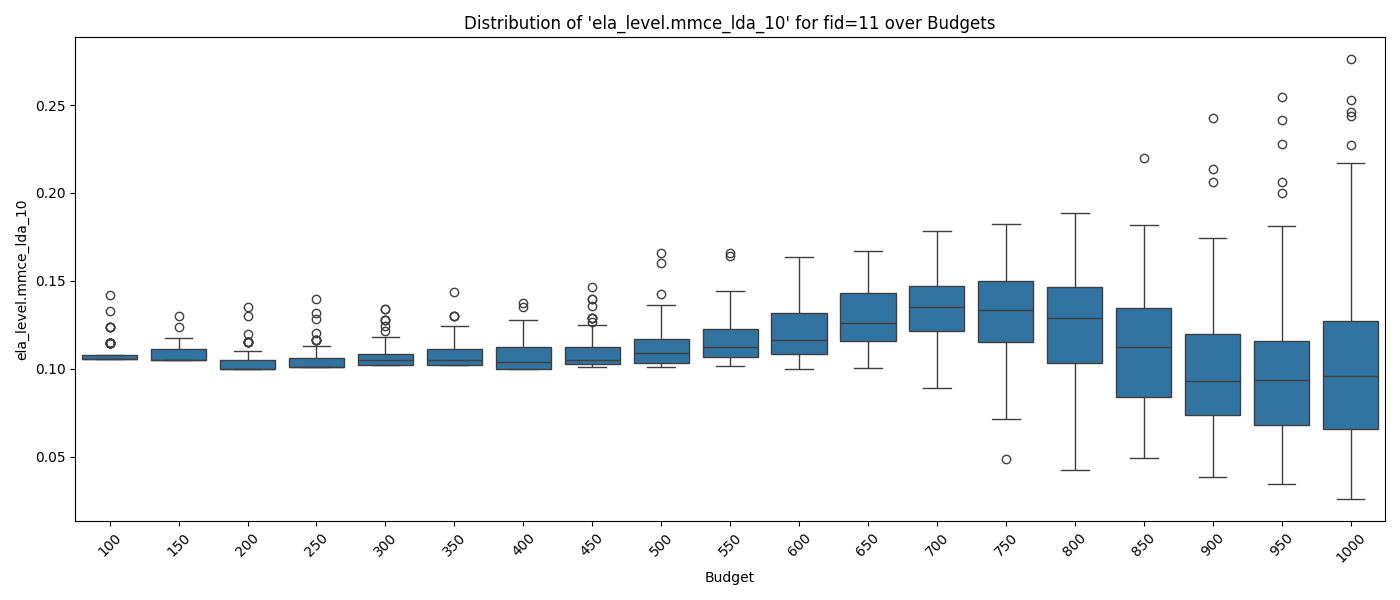 Distribution of 'ela_level.mmce_lda_10' for fid=11 over Budgets
ela_level.mmce_lda_10
0.25
0.20
0.15
0.10
0.05
100 150 200 250 300 350 400 450 500 550 600 650 700 750 800 850 900 950 1000
Budget